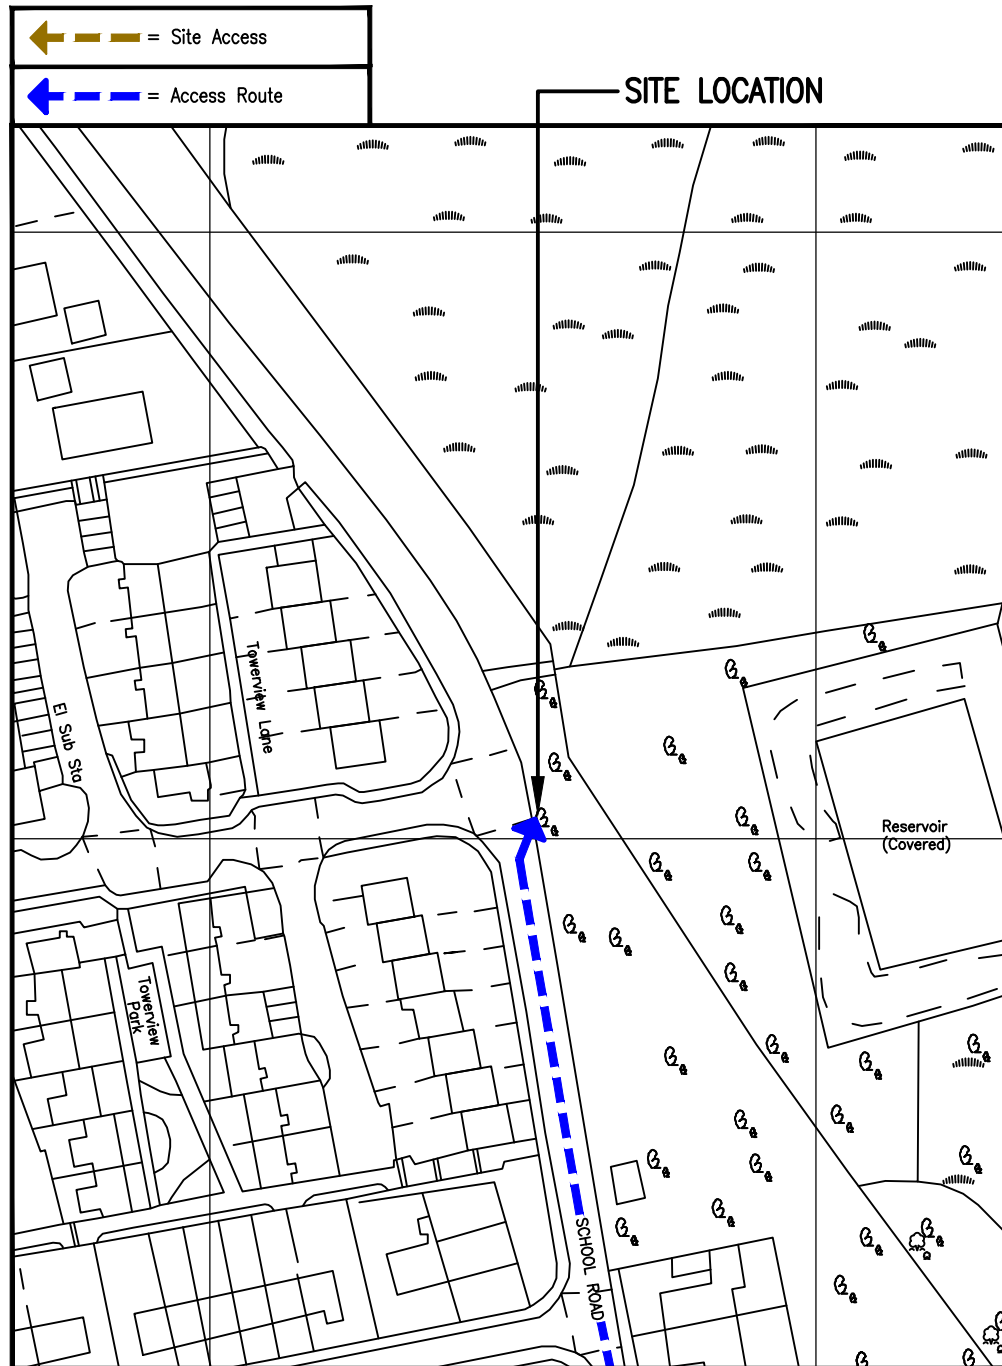 = Site Access
= Access Route
SITE LOCATION
Towerview Lane
El Sub Sta
Reservoir
(Covered)
Towerview
Park
SCHOOL ROAD